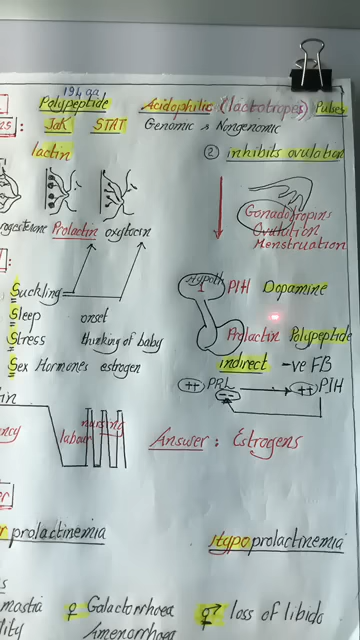 194 aa
Polypeptide Acidophilic (lactotropes) Pulses
: Jak STAT Genomic > Nongenomic
lactin ② inhibits ovulation
Gonadotropins
Ovulation
Menstruation
Prolactin oxytocin
Suckling
Hypoth PIH Dopamine
Sleep onset
Stress thinking of baby
Prolactin Polypeptide
Sex Hormones estrogen
indirect -ve FB
++ PRL ++ PIH
labour nursing
Answer : Estrogens
prolactinemia Hypoprolactinemia
♀ Galactorrhoea ♂ loss of libido
Amenorrhoea